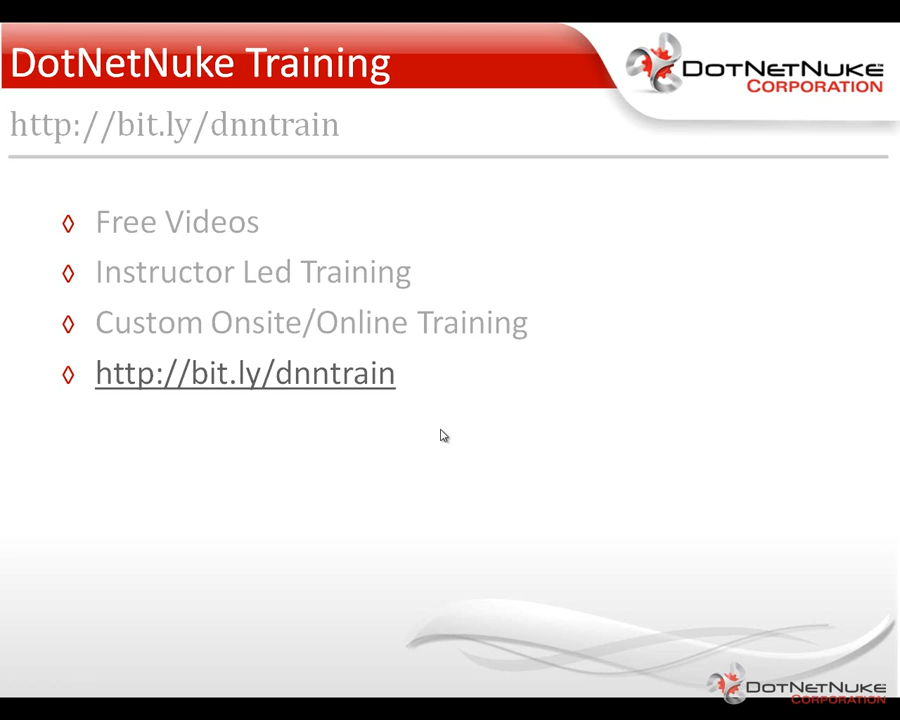 DotNetNuke Training
DOTNETNUKE
CORPORATION
http://bit.ly/dnntrain
Free Videos
Instructor Led Training
Custom Onsite/Online Training
http://bit.ly/dnntrain
DOTNETNUKE
CORPORATION